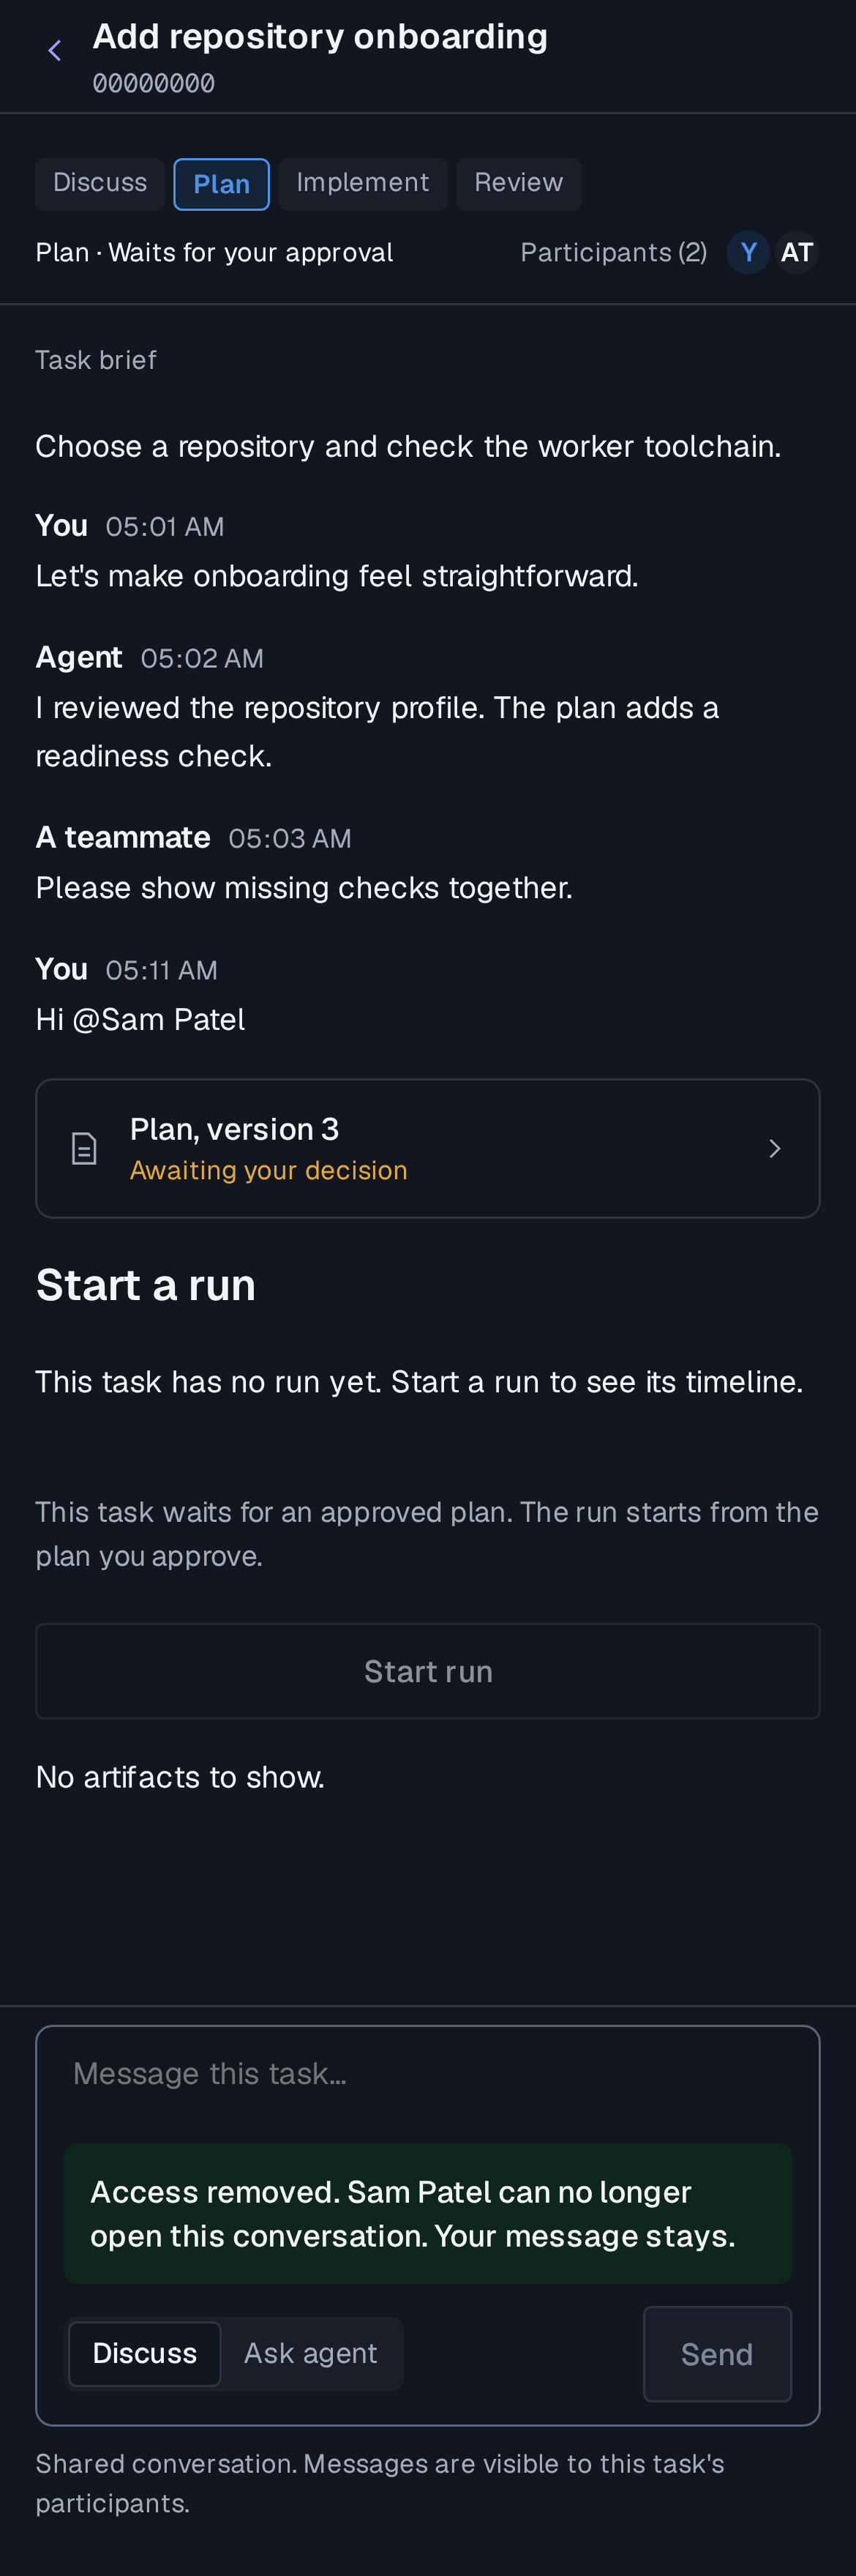 Add repository onboarding
00000000
Discuss
Plan
Implement
Review
Plan · Waits for your approval
Participants (2)
Y
AT
Task brief
Choose a repository and check the worker toolchain.
You 05:01 AM
Let's make onboarding feel straightforward.
Agent 05:02 AM
I reviewed the repository profile. The plan adds a
readiness check.
A teammate 05:03 AM
Please show missing checks together.
You 05:11 AM
Hi @Sam Patel
Plan, version 3
Awaiting your decision
Start a run
This task has no run yet. Start a run to see its timeline.
This task waits for an approved plan. The run starts from the
plan you approve.
Start run
No artifacts to show.
Message this task…
Access removed. Sam Patel can no longer
open this conversation. Your message stays.
Discuss
Ask agent
Send
Shared conversation. Messages are visible to this task's
participants.